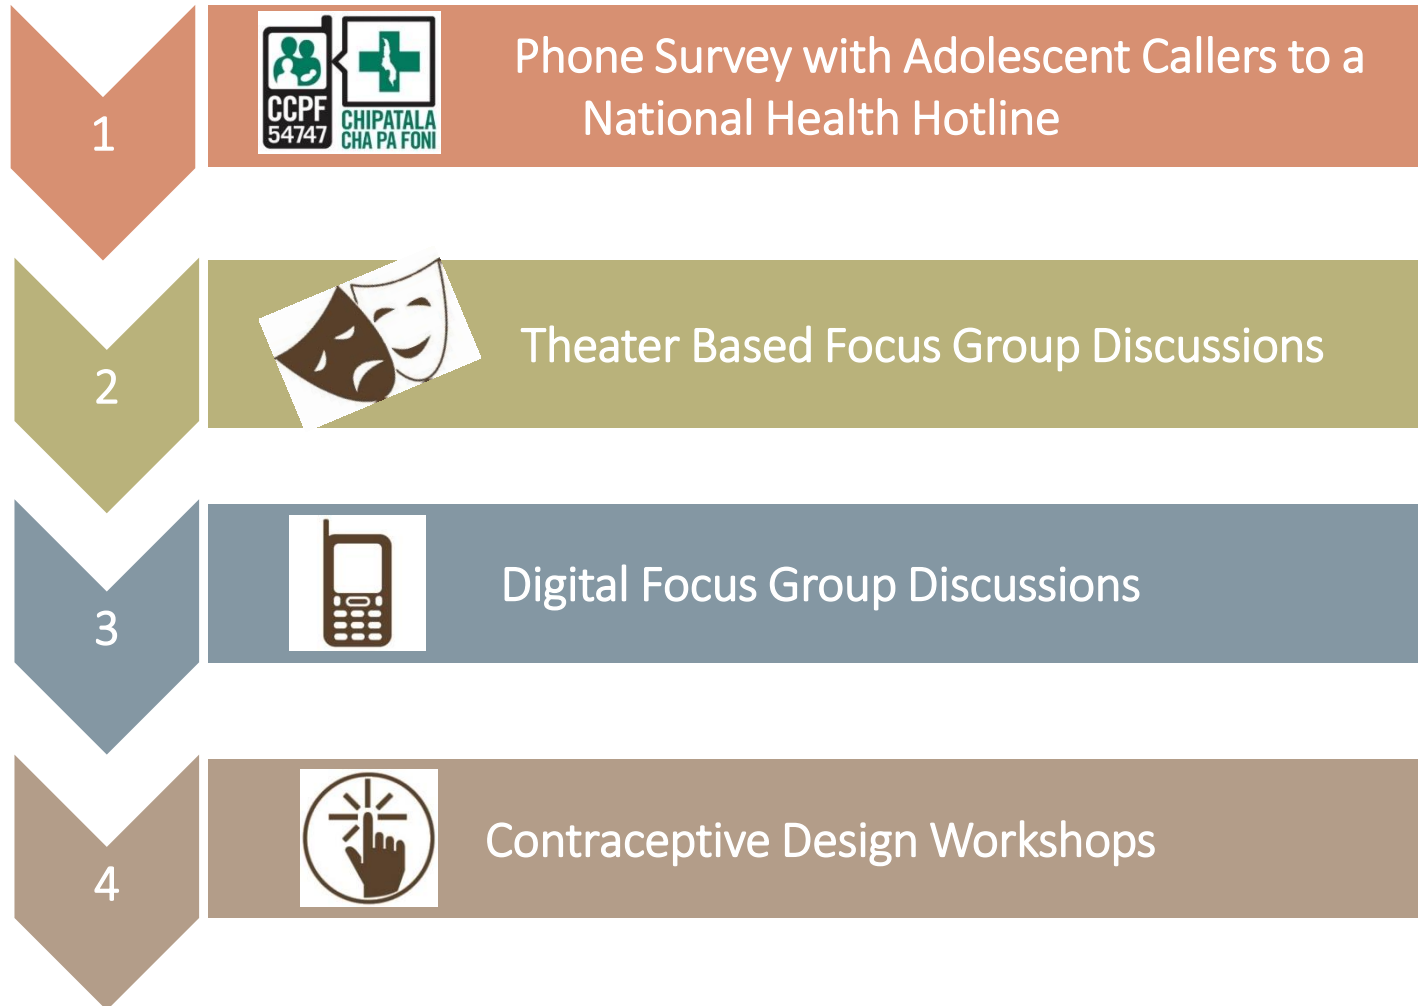 1
CCPF
54747
CHIPATALA
CHA PA FONI
Phone Survey with Adolescent Callers to a
National Health Hotline
2
Theater Based Focus Group Discussions
3
Digital Focus Group Discussions
4
Contraceptive Design Workshops